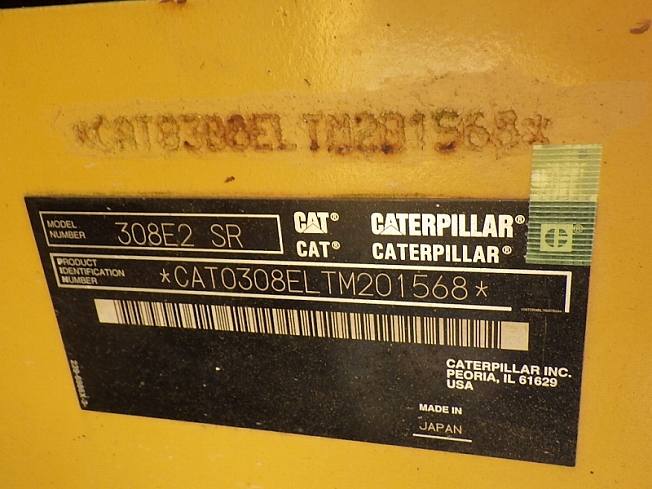 *CAT0308ELTM201568*
MODEL NUMBER 308E2 SR
CAT® CATERPILLAR®
CAT® CATERPILLAR®
PRODUCT IDENTIFICATION NUMBER *CAT0308ELTM201568*
CATERPILLAR INC.
PEORIA, IL 61629
USA
MADE IN
JAPAN